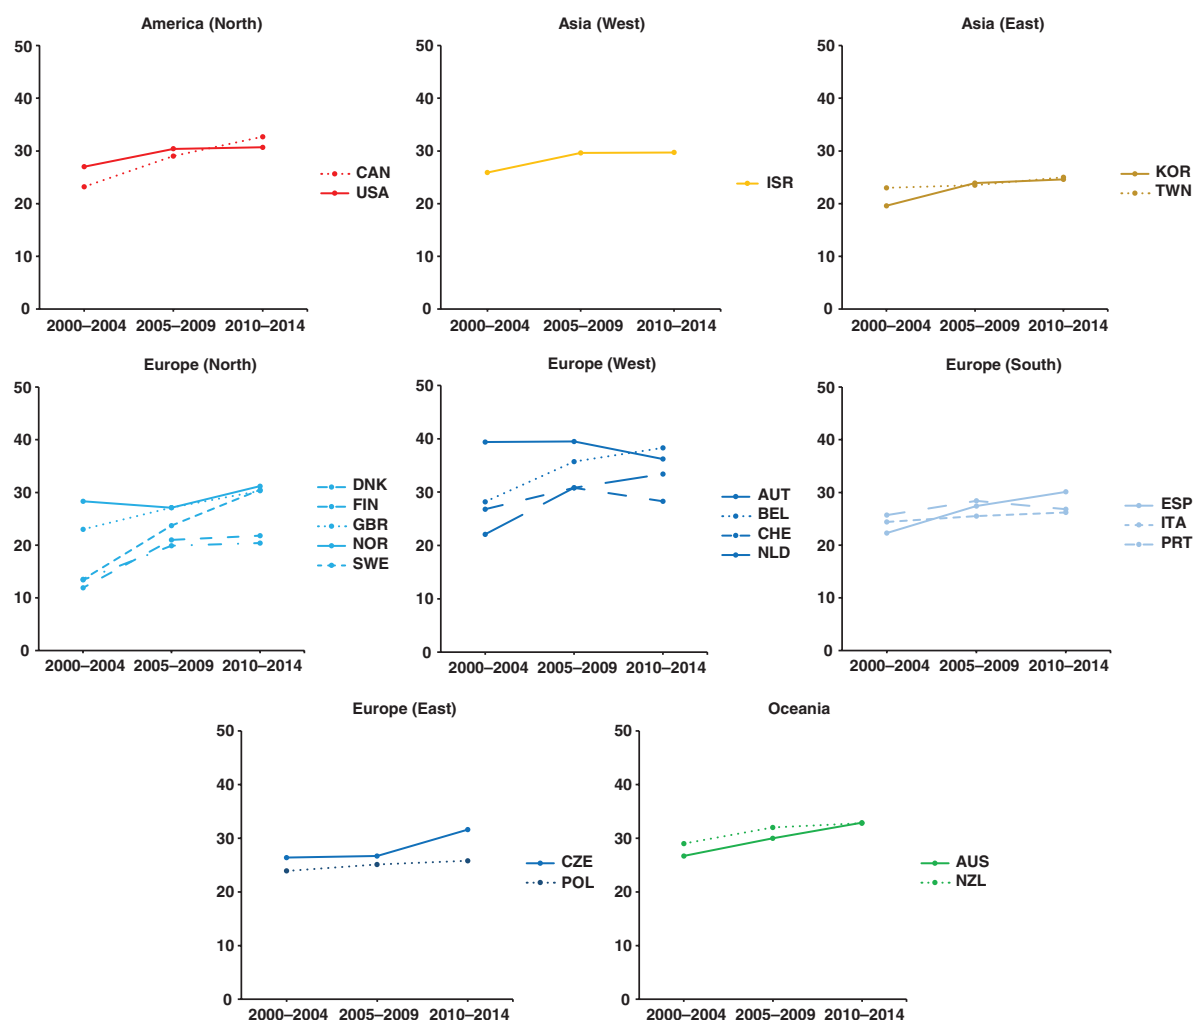 America (North)
50
40
30
20
10
0
2000–2004 2005–2009 2010–2014
CAN
USA
Asia (West)
50
40
30
20
10
0
2000–2004 2005–2009 2010–2014
ISR
Asia (East)
50
40
30
20
10
0
2000–2004 2005–2009 2010–2014
KOR
TWN
Europe (North)
50
40
30
20
10
0
2000–2004 2005–2009 2010–2014
DNK
FIN
GBR
NOR
SWE
Europe (West)
50
40
30
20
10
0
2000–2004 2005–2009 2010–2014
AUT
BEL
CHE
NLD
Europe (South)
50
40
30
20
10
0
2000–2004 2005–2009 2010–2014
ESP
ITA
PRT
Europe (East)
50
40
30
20
10
0
2000–2004 2005–2009 2010–2014
CZE
POL
Oceania
50
40
30
20
10
0
2000–2004 2005–2009 2010–2014
AUS
NZL